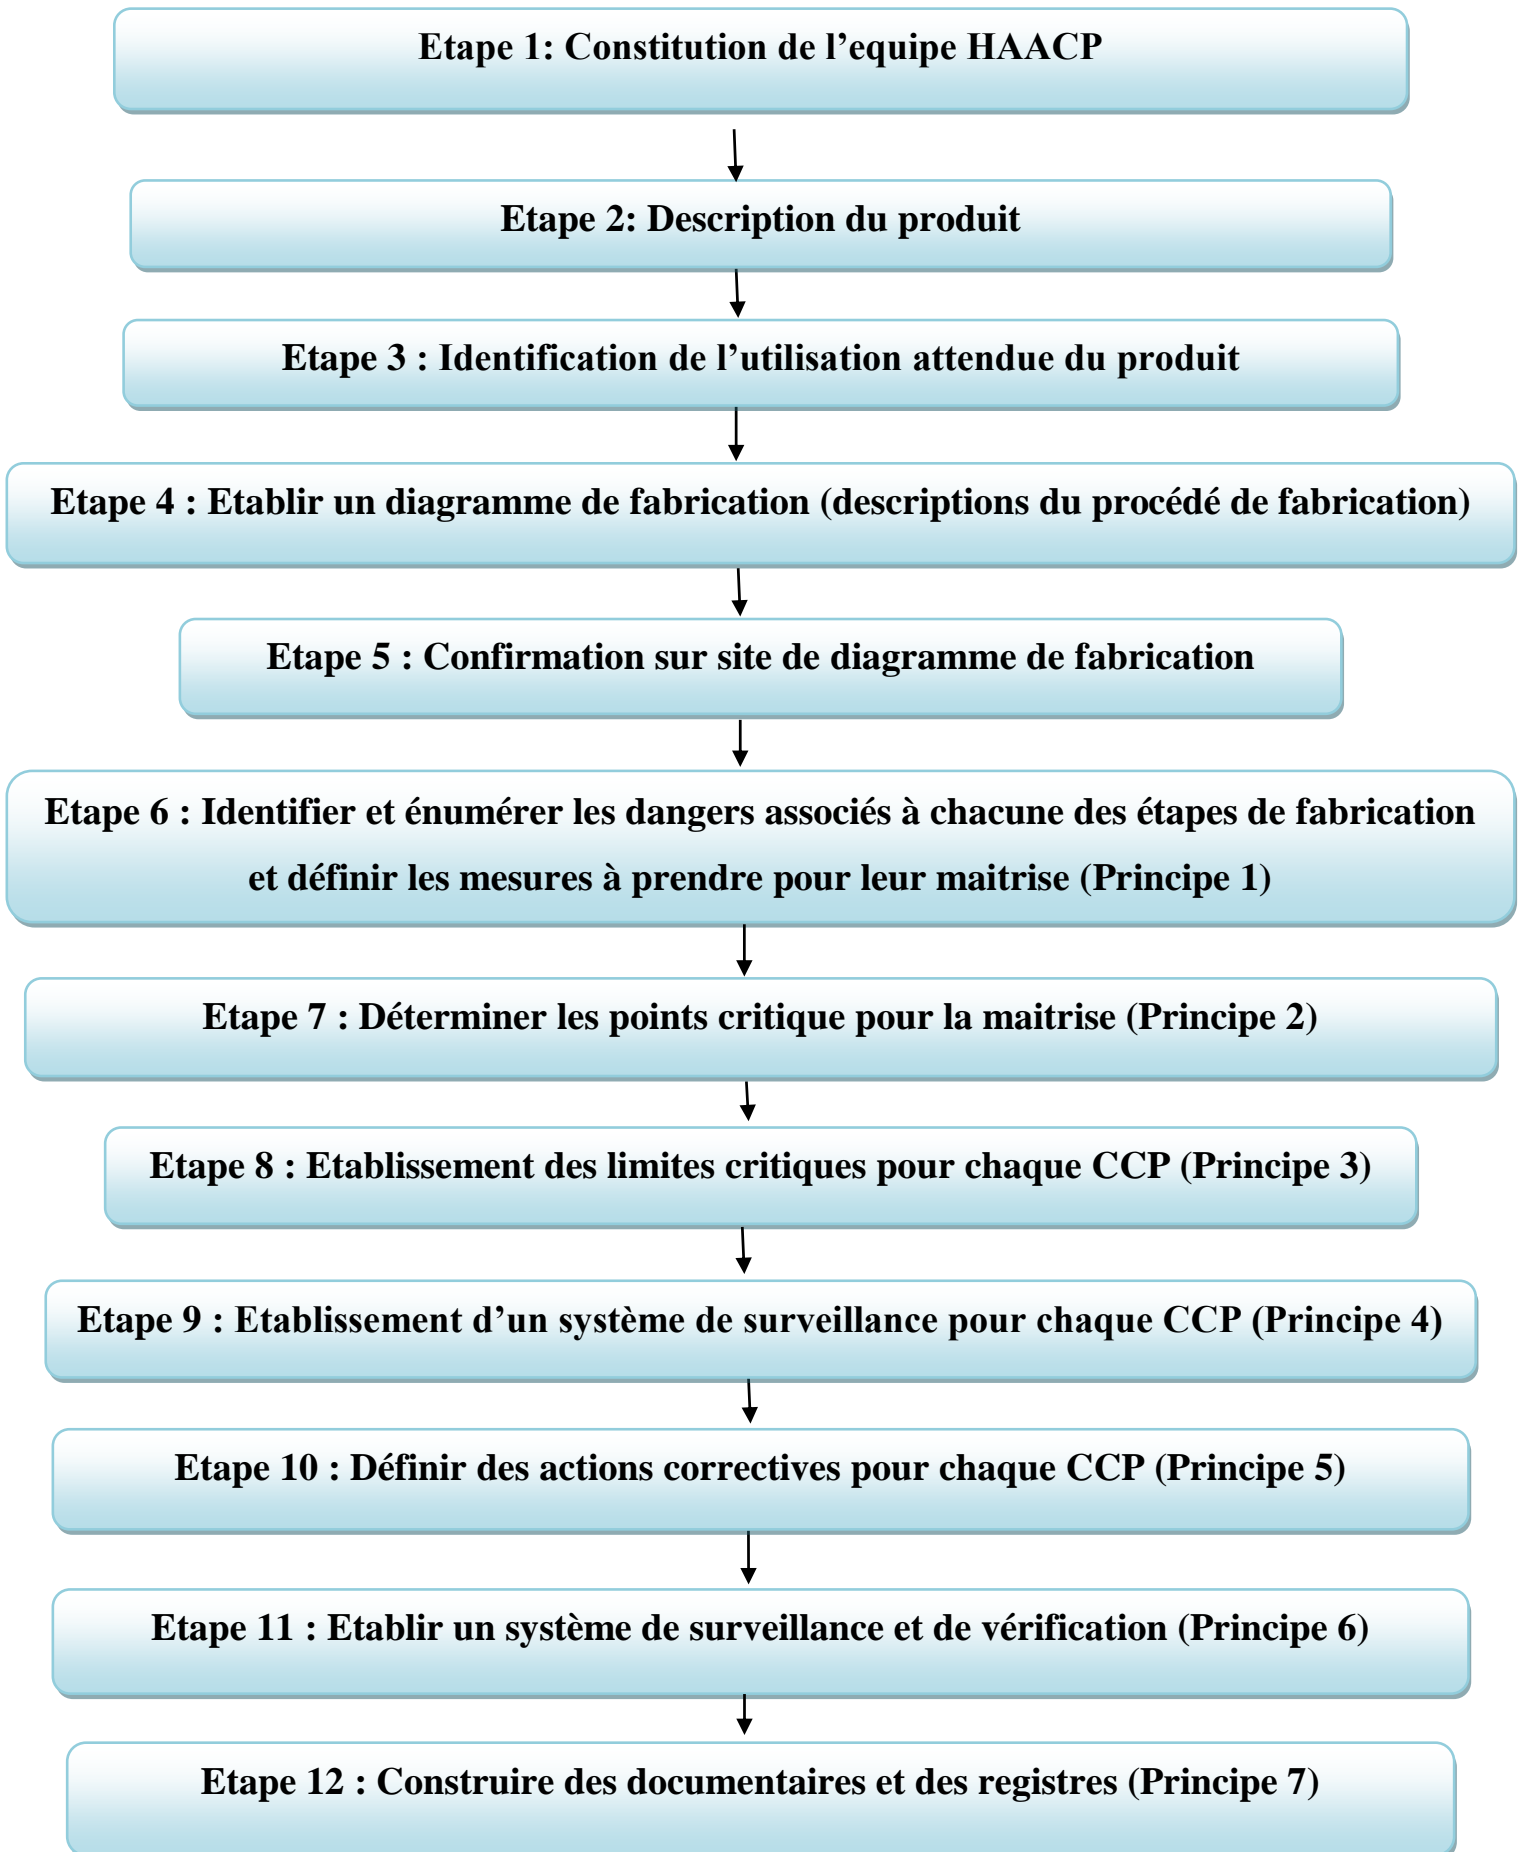 Etape 1: Constitution de l’equipe HAACP
Etape 2: Description du produit
Etape 3 : Identification de l’utilisation attendue du produit
Etape 4 : Etablir un diagramme de fabrication (descriptions du procédé de fabrication)
Etape 5 : Confirmation sur site de diagramme de fabrication
Etape 6 : Identifier et énumérer les dangers associés à chacune des étapes de fabrication
et définir les mesures à prendre pour leur maitrise (Principe 1)
Etape 7 : Déterminer les points critique pour la maitrise (Principe 2)
Etape 8 : Etablissement des limites critiques pour chaque CCP (Principe 3)
Etape 9 : Etablissement d’un système de surveillance pour chaque CCP (Principe 4)
Etape 10 : Définir des actions correctives pour chaque CCP (Principe 5)
Etape 11 : Etablir un système de surveillance et de vérification (Principe 6)
Etape 12 : Construire des documentaires et des registres (Principe 7)